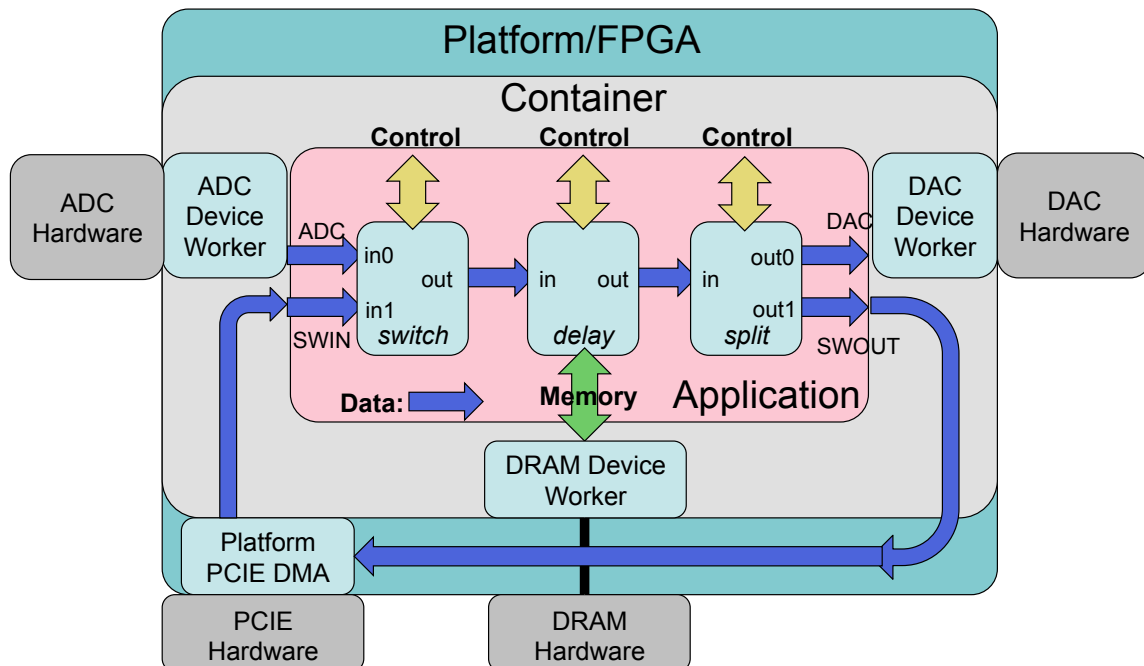 Platform/FPGA
Container
Control
Control
Control
ADC
Hardware
ADC
Device
Worker
ADC
in0
in1
out
switch
SWIN
in
out
delay
in
out0
out1
split
DAC
SWOUT
DAC
Device
Worker
DAC
Hardware
Data:
Memory
Application
DRAM Device
Worker
Platform
PCIE DMA
PCIE
Hardware
DRAM
Hardware